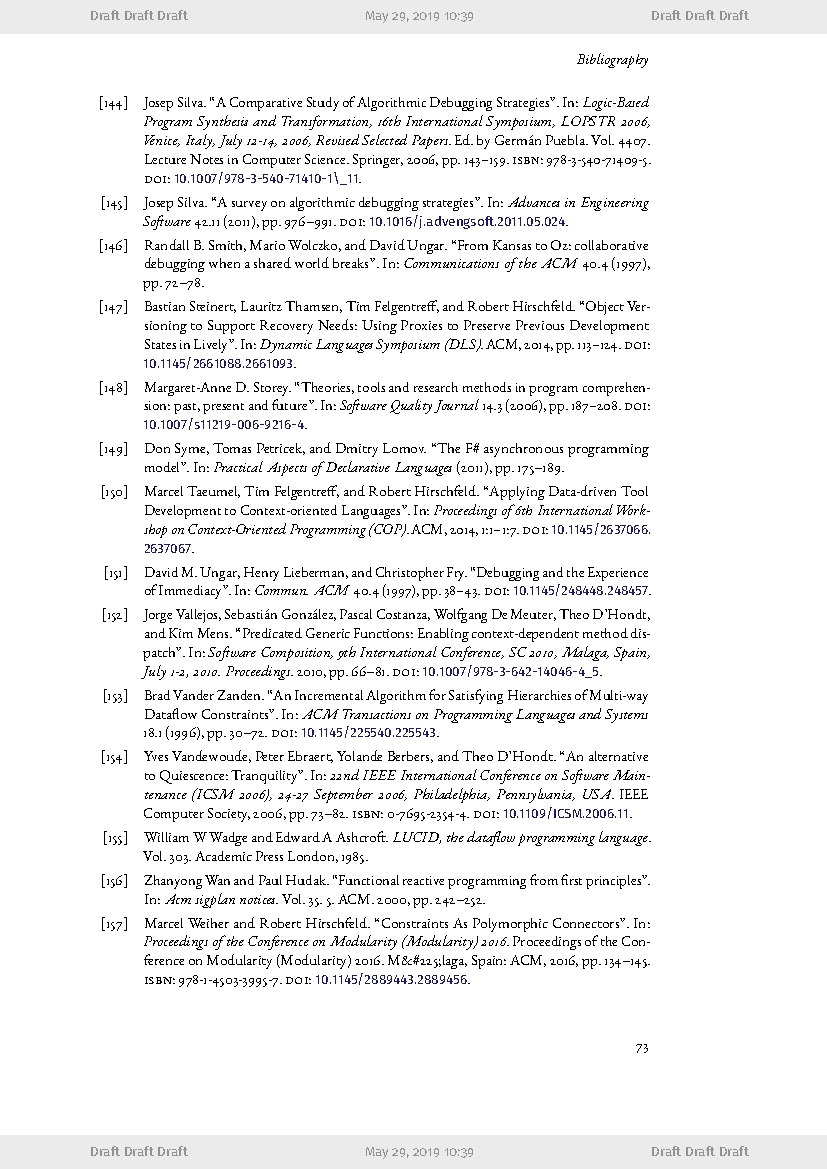 Draft Draft Draft May 29, 2019 10:39 Draft Draft Draft
Bibliography
[144] Josep Silva. “A Comparative Study of Algorithmic Debugging Strategies”. In: Logic-Based
Program Synthesis and Transformation, 16th International Symposium, LOPSTR 2006,
Venice, Italy, July 12-14, 2006, Revised Selected Papers. Ed. by Germán Puebla. Vol. 4407.
Lecture Notes in Computer Science. Springer, 2006, pp. 143–159. ISBN: 978-3-540-71409-5.
DOI: 10.1007/978-3-540-71410-1\_11.
[145] Josep Silva. “A survey on algorithmic debugging strategies”. In: Advances in Engineering
Software 42.11 (2011), pp. 976–991. DOI: 10.1016/j.advengsoft.2011.05.024.
[146] Randall B. Smith, Mario Wolczko, and David Ungar. “From Kansas to Oz: collaborative
debugging when a shared world breaks”. In: Communications of the ACM 40.4 (1997),
pp. 72–78.
[147] Bastian Steinert, Lauritz Thamsen, Tim Felgentreff, and Robert Hirschfeld. “Object Ver-
sioning to Support Recovery Needs: Using Proxies to Preserve Previous Development
States in Lively”. In: Dynamic Languages Symposium (DLS). ACM, 2014, pp. 113–124. DOI:
10.1145/2661088.2661093.
[148] Margaret-Anne D. Storey. “Theories, tools and research methods in program comprehen-
sion: past, present and future”. In: Software Quality Journal 14.3 (2006), pp. 187–208. DOI:
10.1007/s11219-006-9216-4.
[149] Don Syme, Tomas Petricek, and Dmitry Lomov. “The F# asynchronous programming
model”. In: Practical Aspects of Declarative Languages (2011), pp. 175–189.
[150] Marcel Taeumel, Tim Felgentreff, and Robert Hirschfeld. “Applying Data-driven Tool
Development to Context-oriented Languages”. In: Proceedings of 6th International Work-
shop on Context-Oriented Programming (COP). ACM, 2014, 1:1–1:7. DOI: 10.1145/2637066.
2637067.
[151] David M. Ungar, Henry Lieberman, and Christopher Fry. “Debugging and the Experience
of Immediacy”. In: Commun. ACM 40.4 (1997), pp. 38–43. DOI: 10.1145/248448.248457.
[152] Jorge Vallejos, Sebastián González, Pascal Costanza, Wolfgang De Meuter, Theo D’Hondt,
and Kim Mens. “Predicated Generic Functions: Enabling context-dependent method dis-
patch”. In: Software Composition, 9th International Conference, SC 2010, Malaga, Spain,
July 1-2, 2010. Proceedings. 2010, pp. 66–81. DOI: 10.1007/978-3-642-14046-4_5.
[153] Brad Vander Zanden. “An Incremental Algorithm for Satisfying Hierarchies of Multi-way
Dataflow Constraints”. In: ACM Transactions on Programming Languages and Systems
18.1 (1996), pp. 30–72. DOI: 10.1145/225540.225543.
[154] Yves Vandewoude, Peter Ebraert, Yolande Berbers, and Theo D’Hondt. “An alternative
to Quiescence: Tranquility”. In: 22nd IEEE International Conference on Software Main-
tenance (ICSM 2006), 24-27 September 2006, Philadelphia, Pennsylvania, USA. IEEE
Computer Society, 2006, pp. 73–82. ISBN: 0-7695-2354-4. DOI: 10.1109/ICSM.2006.11.
[155] William W Wadge and Edward A Ashcroft. LUCID, the dataflow programming language.
Vol. 303. Academic Press London, 1985.
[156] Zhanyong Wan and Paul Hudak. “Functional reactive programming from first principles”.
In: Acm sigplan notices. Vol. 35. 5. ACM. 2000, pp. 242–252.
[157] Marcel Weiher and Robert Hirschfeld. “Constraints As Polymorphic Connectors”. In:
Proceedings of the Conference on Modularity (Modularity) 2016. Proceedings of the Con-
ference on Modularity (Modularity) 2016. M&#225;laga, Spain: ACM, 2016, pp. 134–145.
ISBN: 978-1-4503-3995-7. DOI: 10.1145/2889443.2889456.
73
Draft Draft Draft May 29, 2019 10:39 Draft Draft Draft